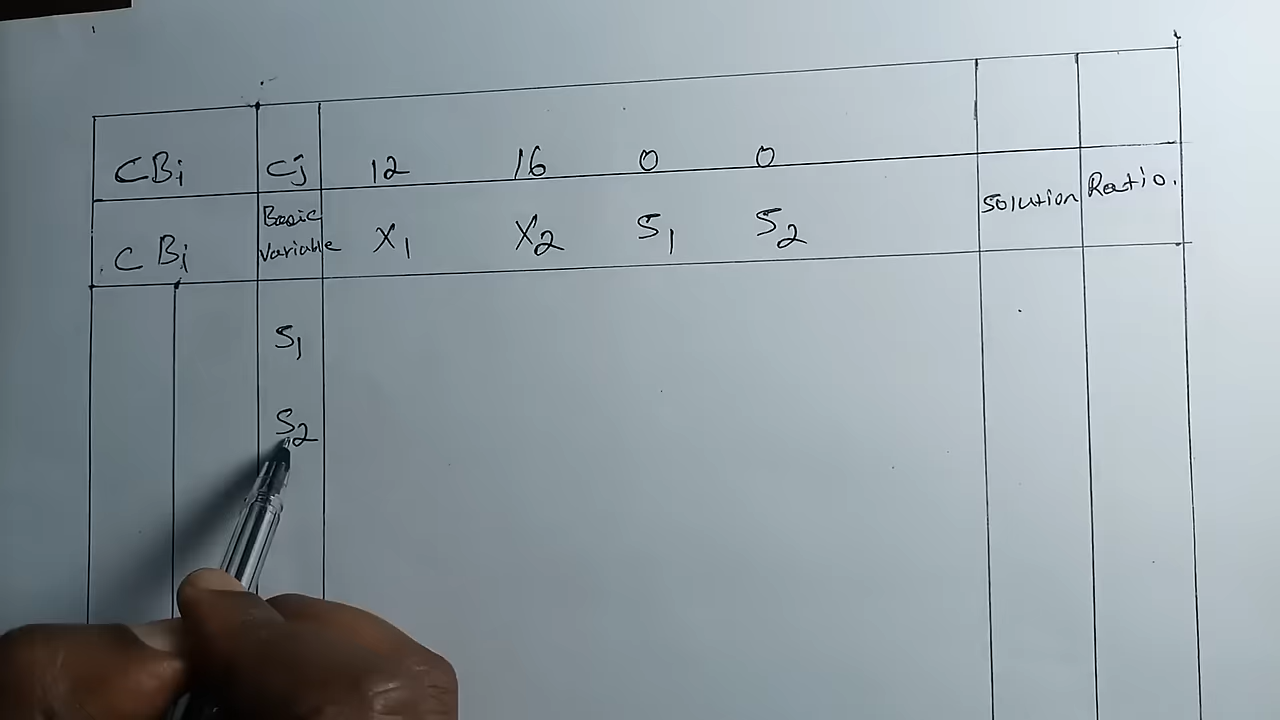 CBi Cj 12 16 0 0
CBi Basic Variable X1 X2 S1 S2 Solution Ratio.
S1
S2